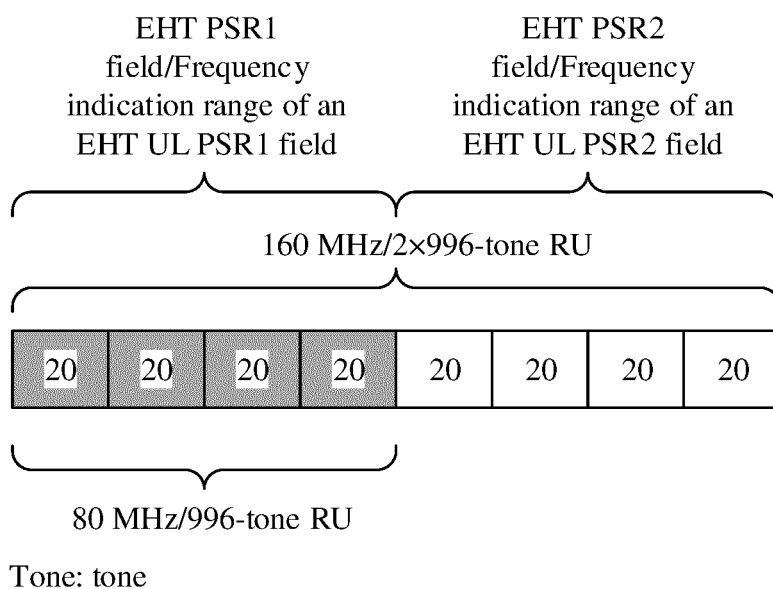 EHT PSR1
field/Frequency
indication range of an
EHT UL PSR1 field
EHT PSR2
field/Frequency
indication range of an
EHT UL PSR2 field
160 MHz/2×996-tone RU
20 20 20 20 20 20 20 20
80 MHz/996-tone RU
Tone: tone